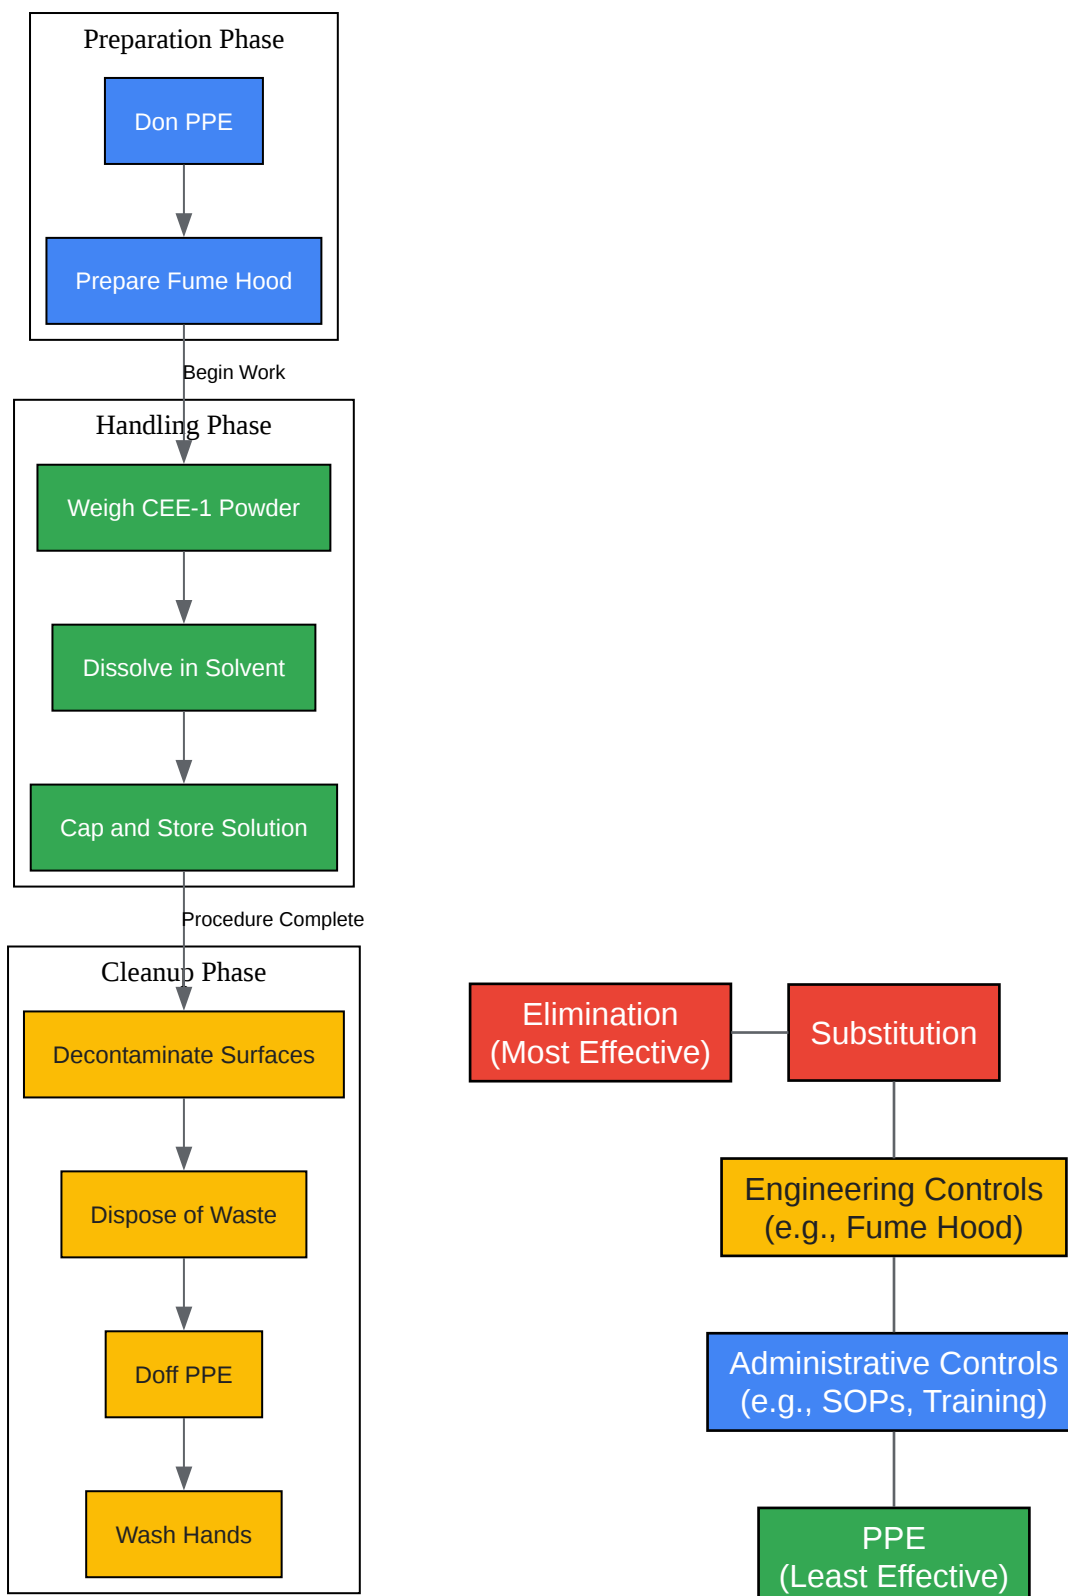 Preparation Phase
Don PPE
Prepare Fume Hood
Begin Work
Handling Phase
Weigh CEE-1 Powder
Dissolve in Solvent
Cap and Store Solution
Procedure Complete
Cleanup Phase
Decontaminate Surfaces
Dispose of Waste
Doff PPE
Wash Hands
Elimination
(Most Effective)
Substitution
Engineering Controls
(e.g., Fume Hood)
Administrative Controls
(e.g., SOPs, Training)
PPE
(Least Effective)